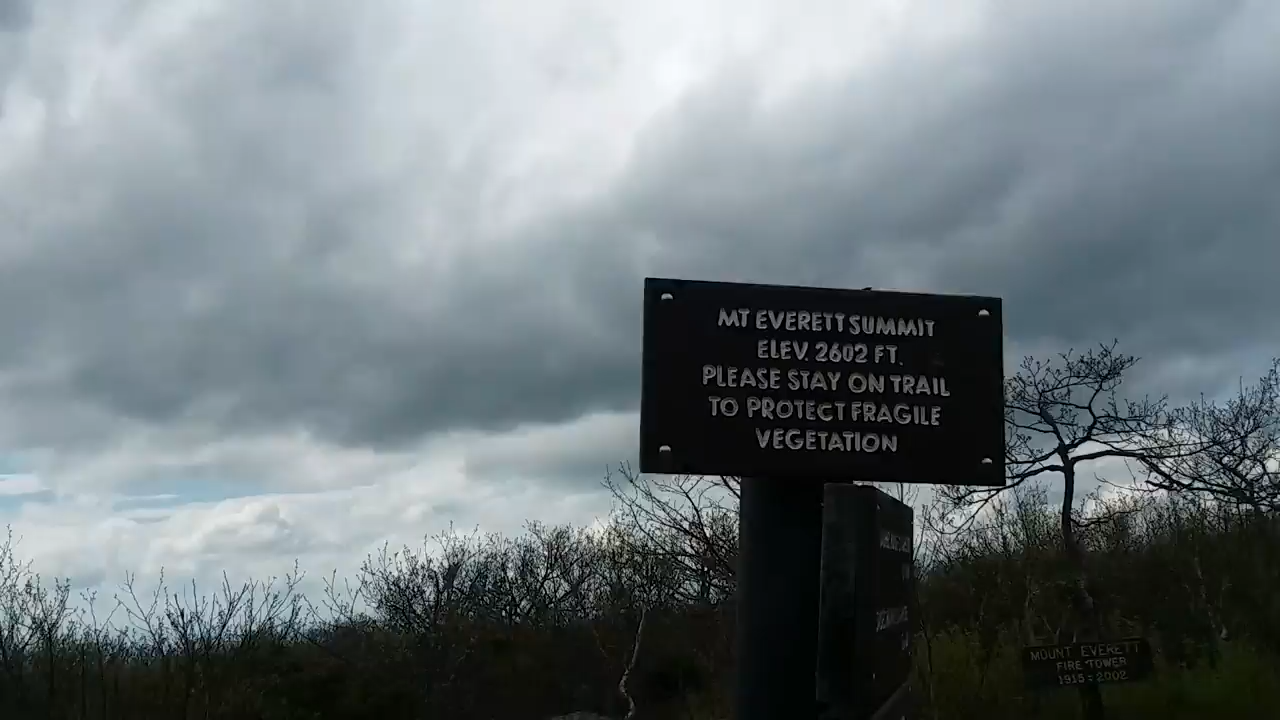 MT EVERETT SUMMIT
ELEV. 2602 FT.
PLEASE STAY ON TRAIL
TO PROTECT FRAGILE
VEGETATION
MOUNT EVERETT
FIRE TOWER
1915 - 2002